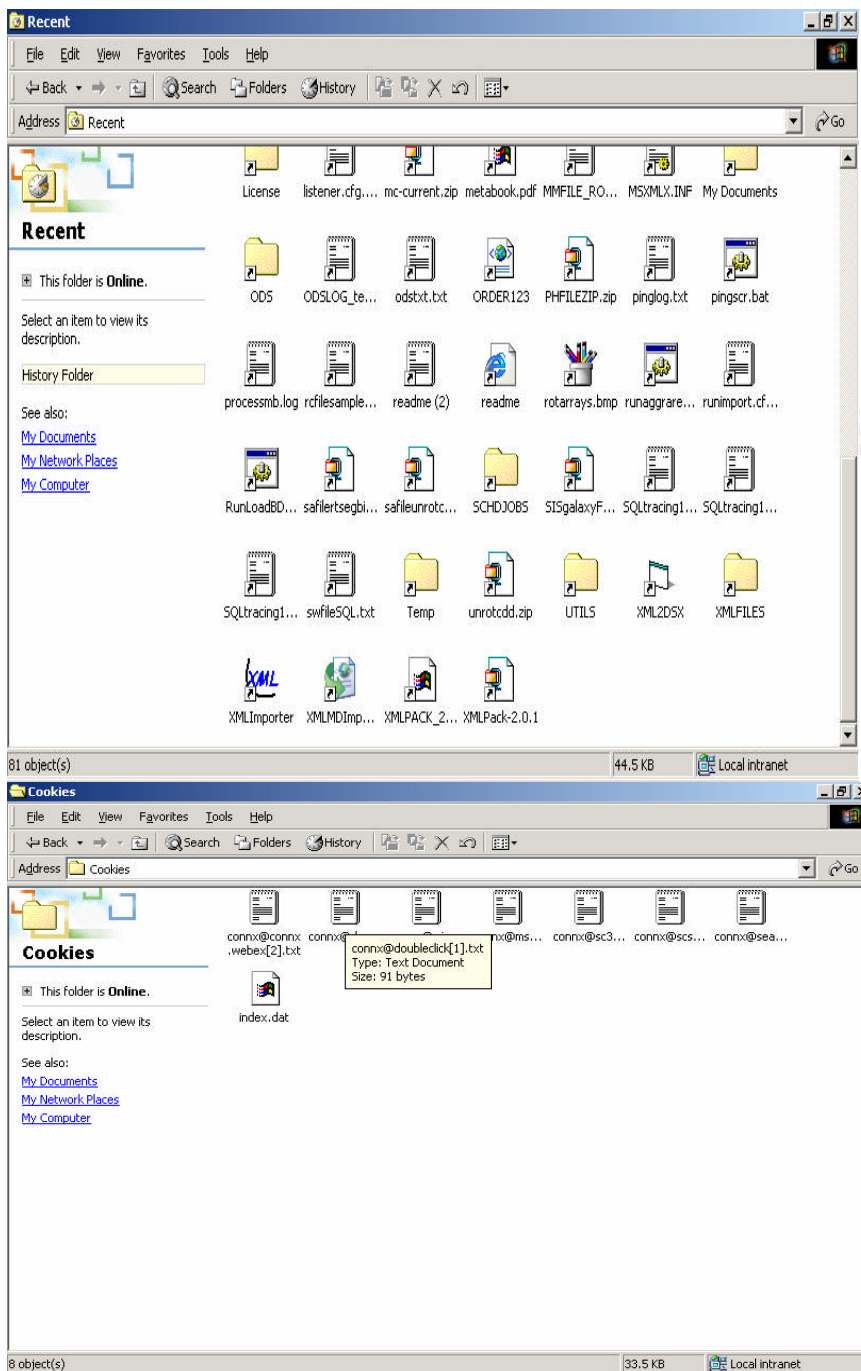 Recent
File Edit View Favorites Tools Help
Back Search Folders History
Address Recent Go
License listener.cfg.... mc-current.zip metabook.pdf MMFILE_RO... MSXMLX.INF My Documents
Recent
This folder is Online.
Select an item to view its
description.
History Folder
See also:
My Documents
My Network Places
My Computer
ODS ODSLOG_te... odstxt.txt ORDER123 PHFILEZIP.zip pinglog.txt pingscr.bat
processmb.log rcfilesample... readme (2) readme rotarrays.bmp runaggrare... runimport.cf...
RunLoadBD... safilertsegbi... safileunrotc... SCHDJOBS SISgalaxyF... SQLtracing1... SQLtracing1...
SQLtracing1... swfileSQL.txt Temp unrotcdd.zip UTILS XML2DSX XMLFILES
XML
XMLImporter XMLMDImp... XMLPACK_2... XMLPack-2.0.1
81 object(s) 44.5 KB Local intranet
Cookies
File Edit View Favorites Tools Help
Back Search Folders History
Address Cookies Go
connx@connx
.webex[2].txt
connx@ms... connx@sc3... connx@scs... connx@sea...
connx@doubleclick[1].txt
Type: Text Document
Size: 91 bytes
index.dat
Cookies
This folder is Online.
Select an item to view its
description.
See also:
My Documents
My Network Places
My Computer
8 object(s) 33.5 KB Local intranet